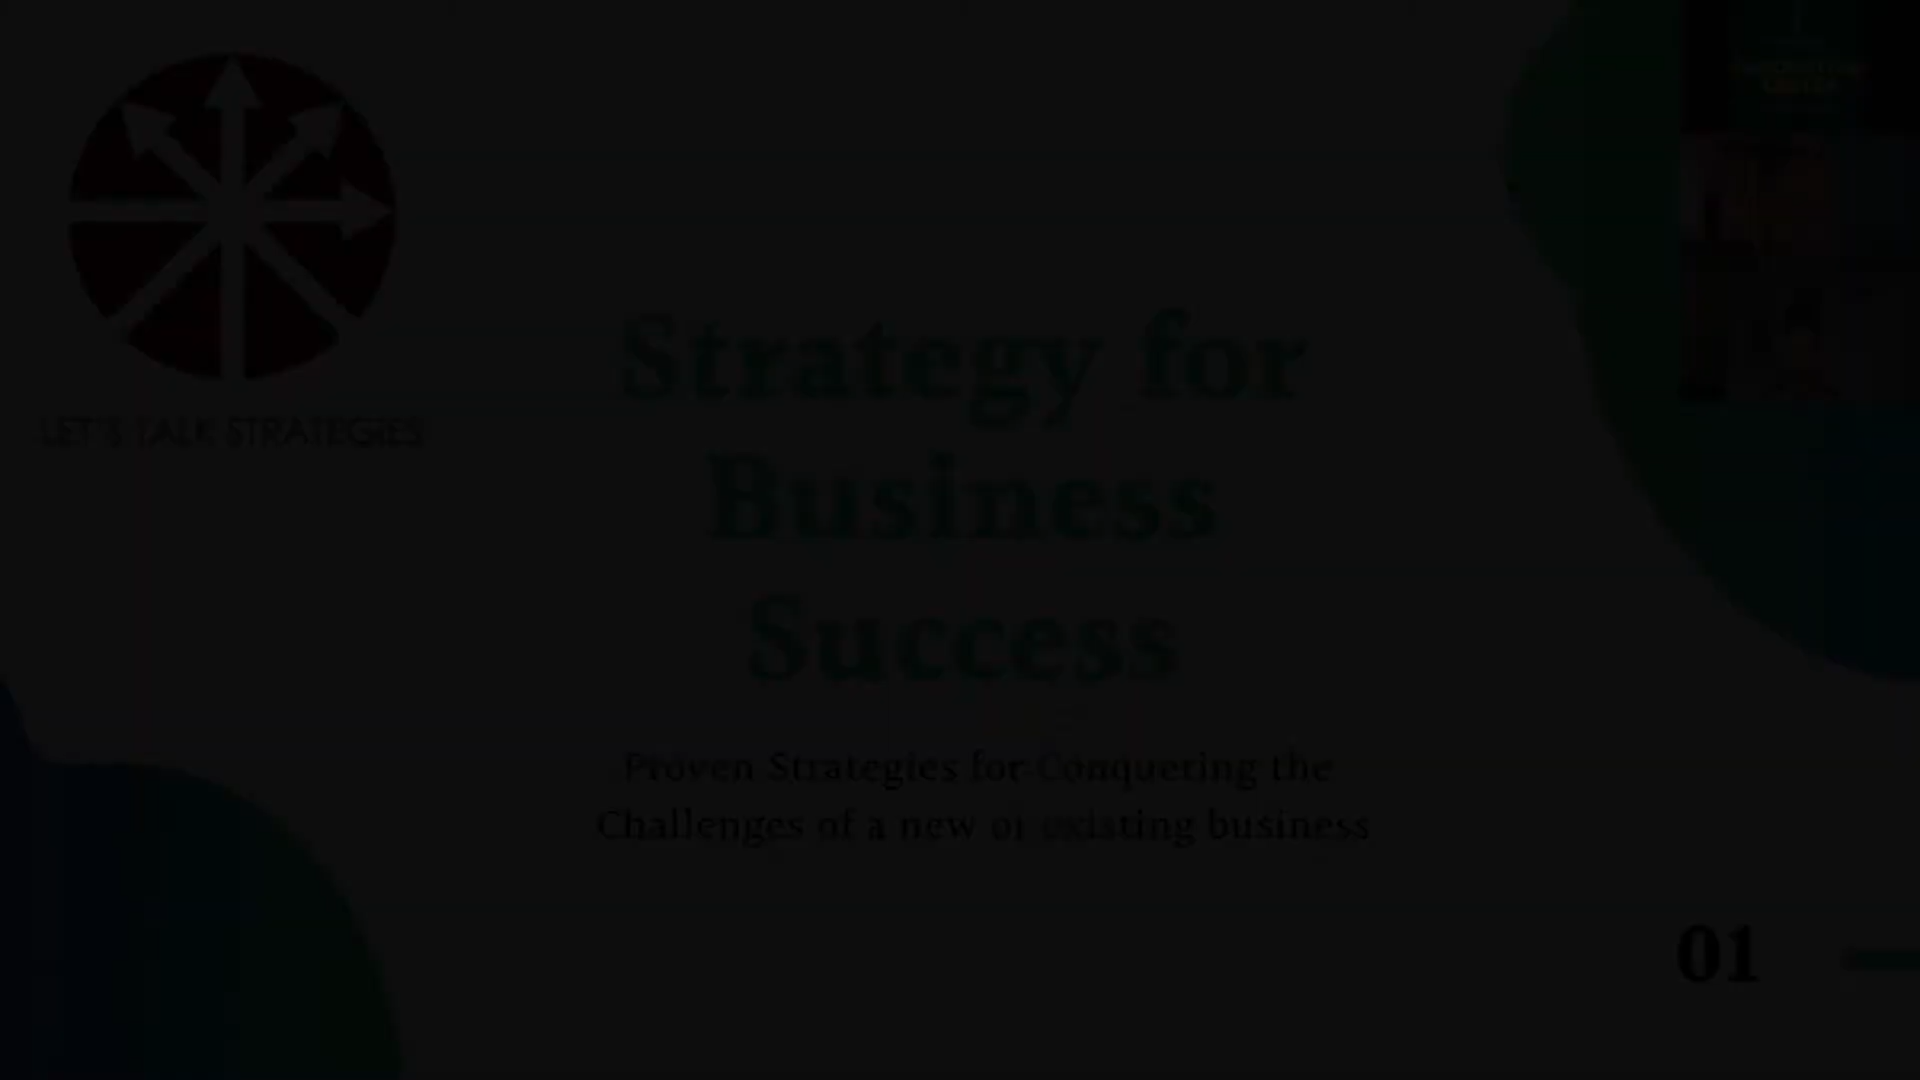 LET'S TALK STRATEGIES
Strategy for
Business
Success
Proven Strategies for Conquering the
Challenges of a new or existing business
01